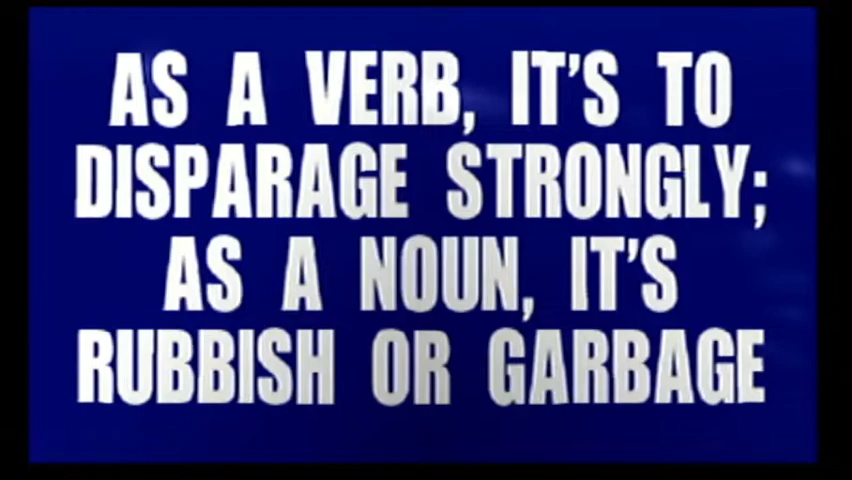 AS A VERB, IT'S TO
DISPARAGE STRONGLY;
AS A NOUN, IT'S
RUBBISH OR GARBAGE